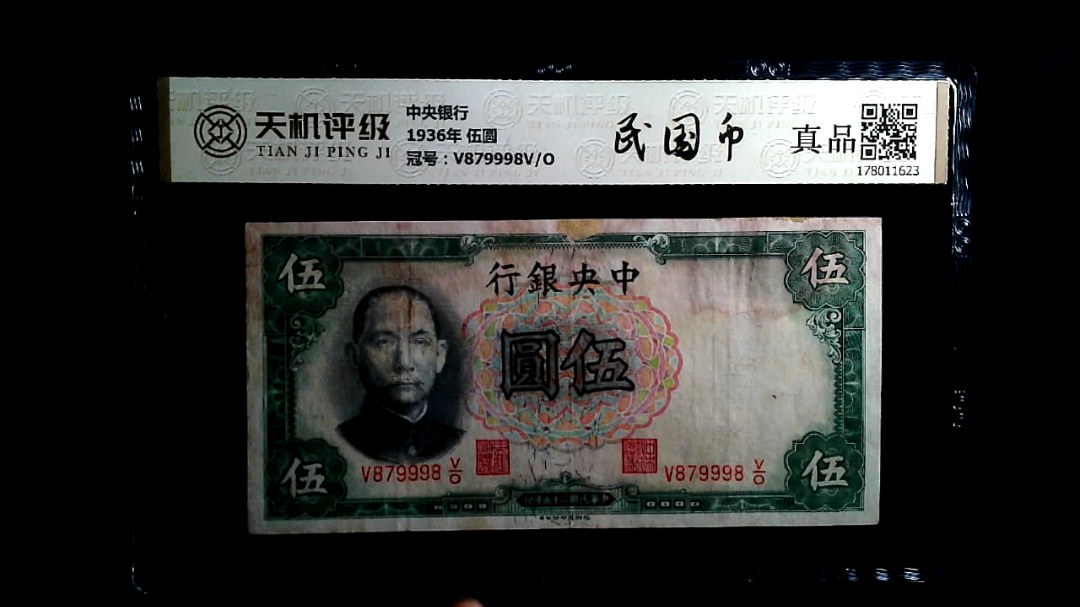 天机评级
TIAN JI PING JI
中央银行
1936年 伍圆
冠号：V879998V/O
民国币
真品
178011623
伍
伍
行銀央中
圓伍
V879998 V/O
V879998 V/O
伍
伍